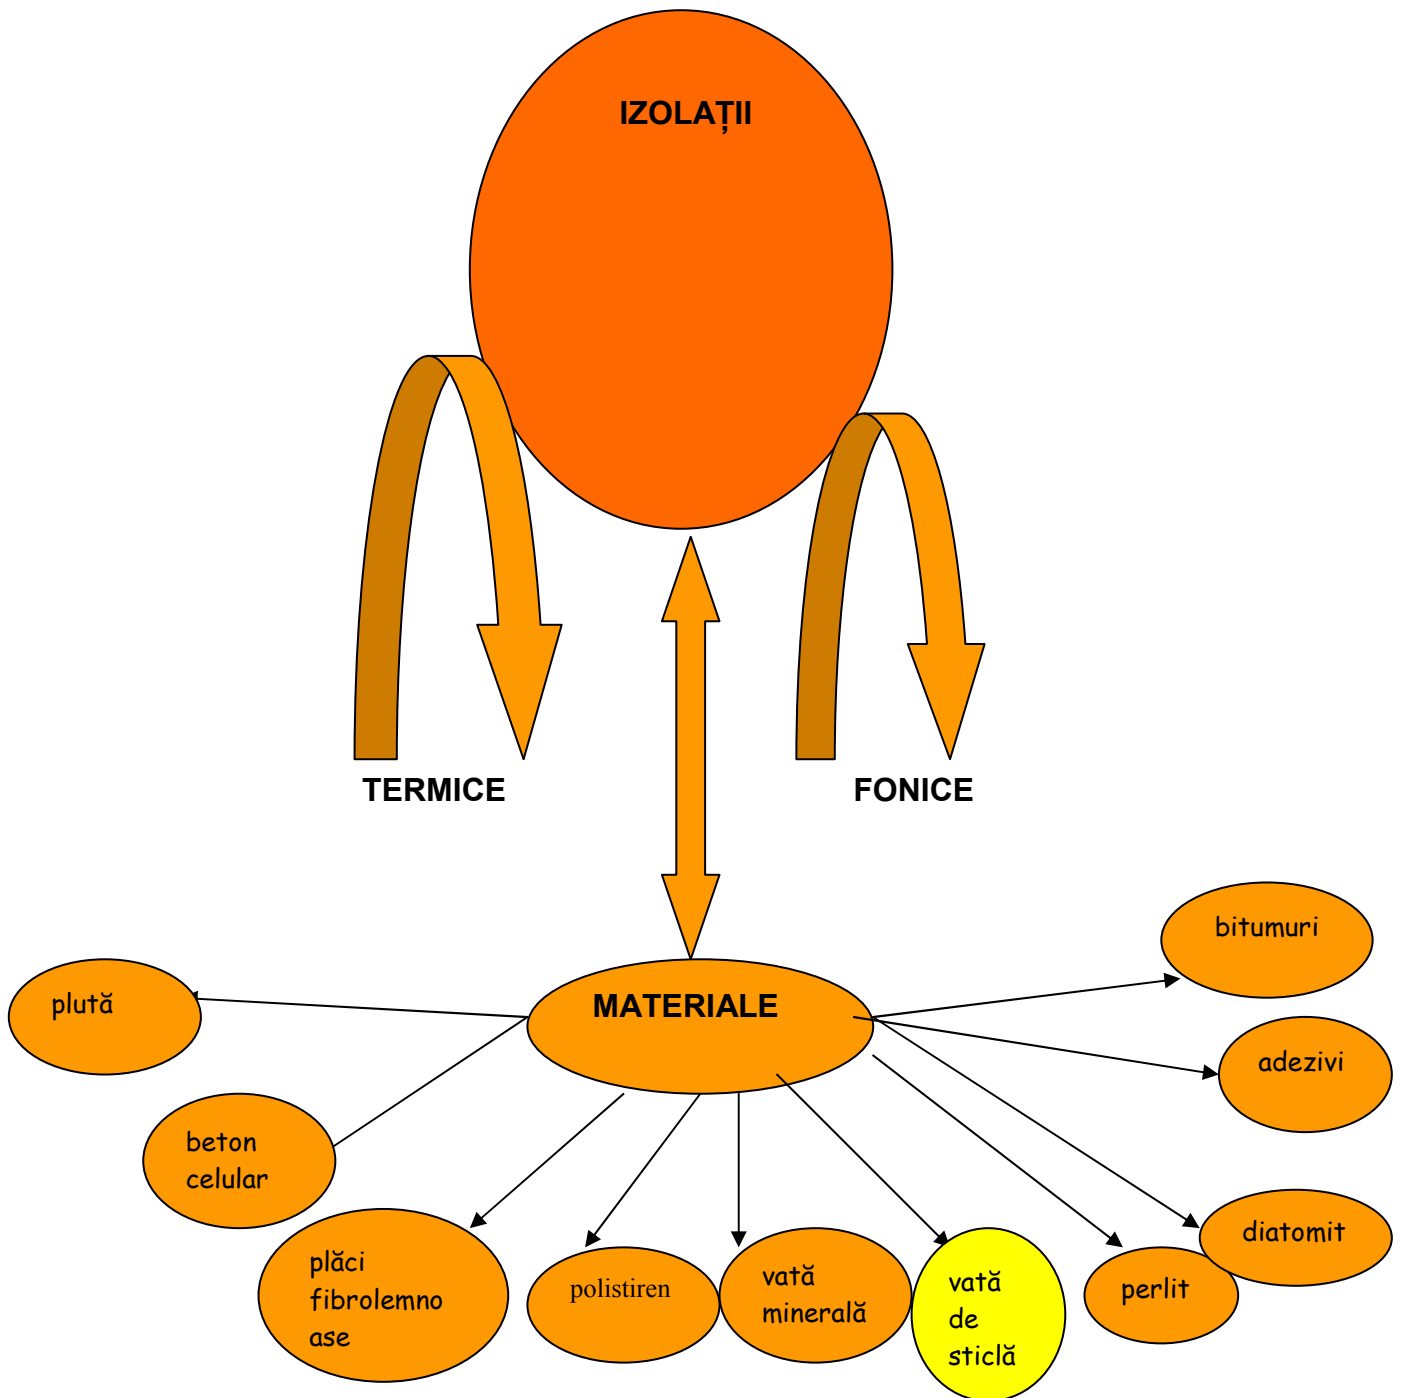 IZOLAȚII
TERMICE
FONICE
MATERIALE
bitumuri
plută
adezivi
beton
celular
diatomit
plăci
fibrolemno
ase
polistiren
vată
minerală
vată
de
sticlă
perlit